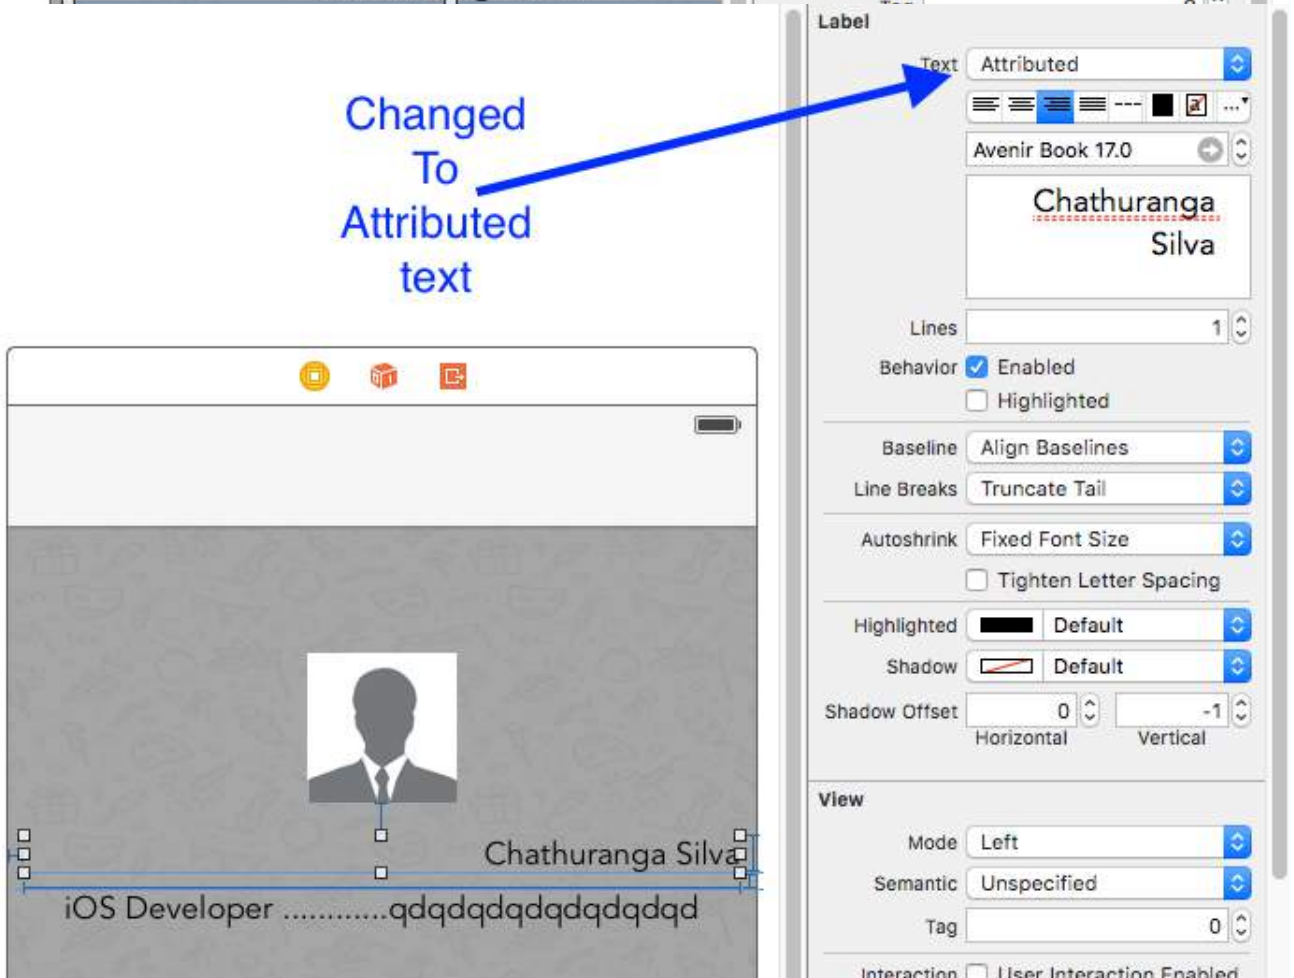 Label
Text Attributed
Changed
To
Attributed
text
a ...
Avenir Book 17.0
Chathuranga
Silva
Lines 1
Behavior Enabled
Highlighted
Baseline Align Baselines
Line Breaks Truncate Tail
Autoshrink Fixed Font Size
Tighten Letter Spacing
Highlighted Default
Shadow Default
Shadow Offset 0 -1
Horizontal Vertical
View
Mode Left
Semantic Unspecified
Tag 0
Interaction User Interaction Enabled
Chathuranga Silva
iOS Developer ............qdqdqdqdqdqdqdqd